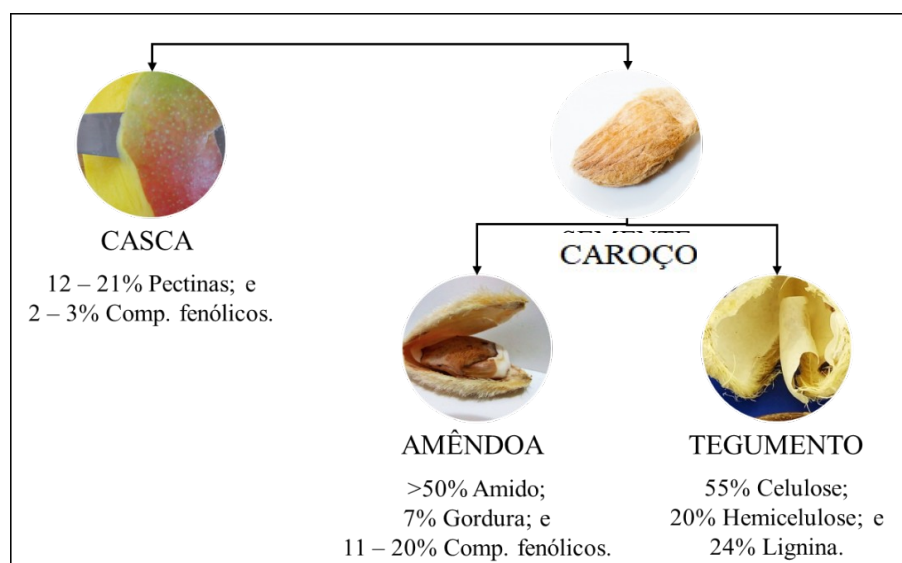 CASCA
12 – 21% Pectinas; e
2 – 3% Comp. fenólicos.
CAROÇO
AMÊNDOA
>50% Amido;
7% Gordura; e
11 – 20% Comp. fenólicos.
TEGUMENTO
55% Celulose;
20% Hemicelulose; e
24% Lignina.